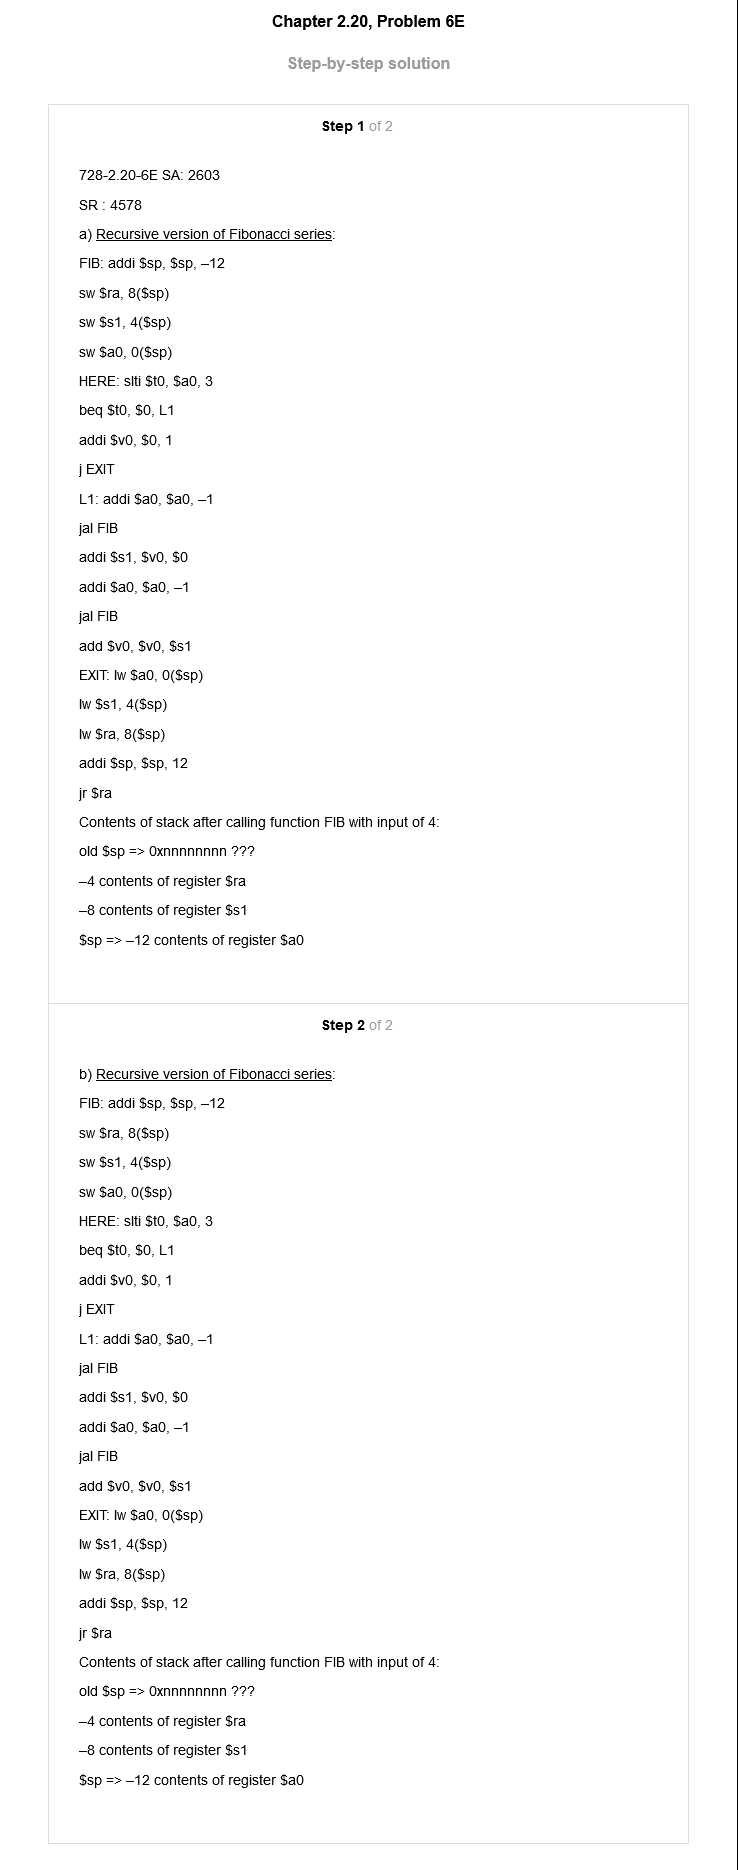 Chapter 2.20, Problem 6E
Step-by-step solution
Step 1 of 2
728-2.20-6E SA: 2603
SR : 4578
a) Recursive version of Fibonacci series:
FIB: addi $sp, $sp, –12
sw $ra, 8($sp)
sw $s1, 4($sp)
sw $a0, 0($sp)
HERE: slti $t0, $a0, 3
beq $t0, $0, L1
addi $v0, $0, 1
j EXIT
L1: addi $a0, $a0, –1
jal FIB
addi $s1, $v0, $0
addi $a0, $a0, –1
jal FIB
add $v0, $v0, $s1
EXIT: lw $a0, 0($sp)
lw $s1, 4($sp)
lw $ra, 8($sp)
addi $sp, $sp, 12
jr $ra
Contents of stack after calling function FIB with input of 4:
old $sp => 0xnnnnnnnn ???
–4 contents of register $ra
–8 contents of register $s1
$sp => –12 contents of register $a0
Step 2 of 2
b) Recursive version of Fibonacci series:
FIB: addi $sp, $sp, –12
sw $ra, 8($sp)
sw $s1, 4($sp)
sw $a0, 0($sp)
HERE: slti $t0, $a0, 3
beq $t0, $0, L1
addi $v0, $0, 1
j EXIT
L1: addi $a0, $a0, –1
jal FIB
addi $s1, $v0, $0
addi $a0, $a0, –1
jal FIB
add $v0, $v0, $s1
EXIT: lw $a0, 0($sp)
lw $s1, 4($sp)
lw $ra, 8($sp)
addi $sp, $sp, 12
jr $ra
Contents of stack after calling function FIB with input of 4:
old $sp => 0xnnnnnnnn ???
–4 contents of register $ra
–8 contents of register $s1
$sp => –12 contents of register $a0